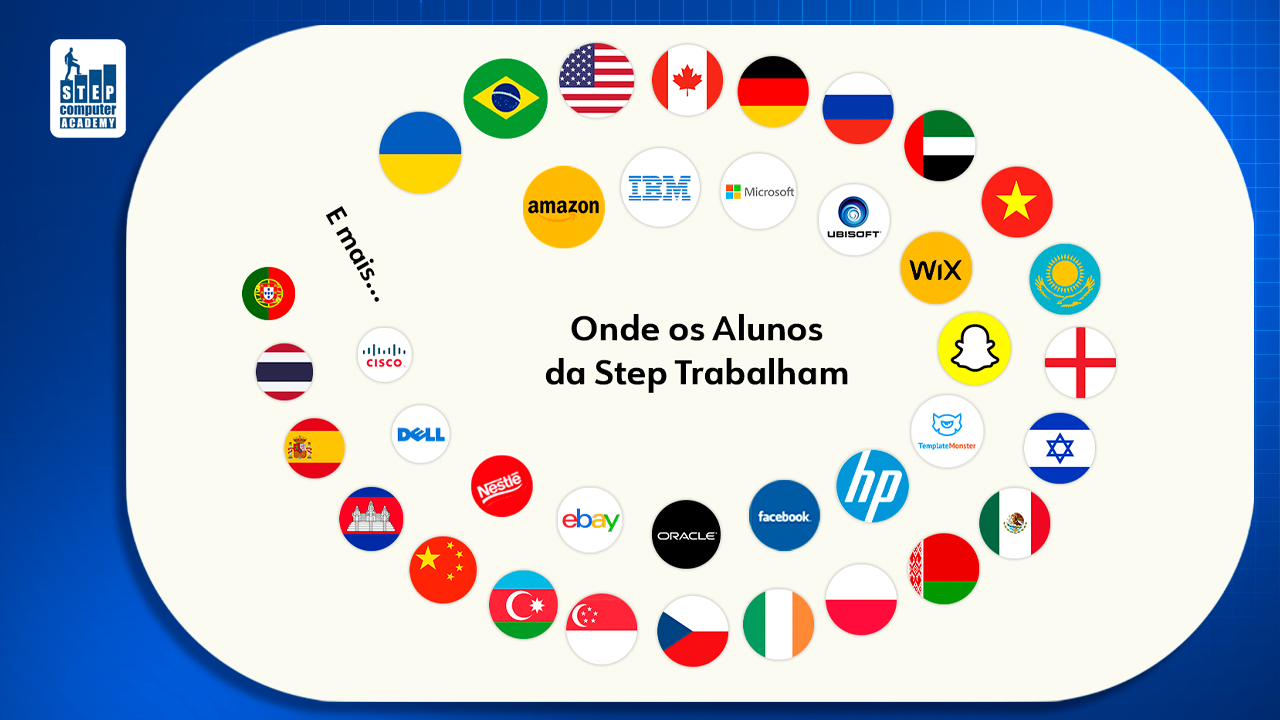 STEP
computer
ACADEMY
amazon
IBM
Microsoft
UBISOFT
WiX
E mais...
Onde os Alunos
da Step Trabalham
CISCO
DELL
TemplateMonster
Nestlé
hp
ebay
ORACLE
facebook